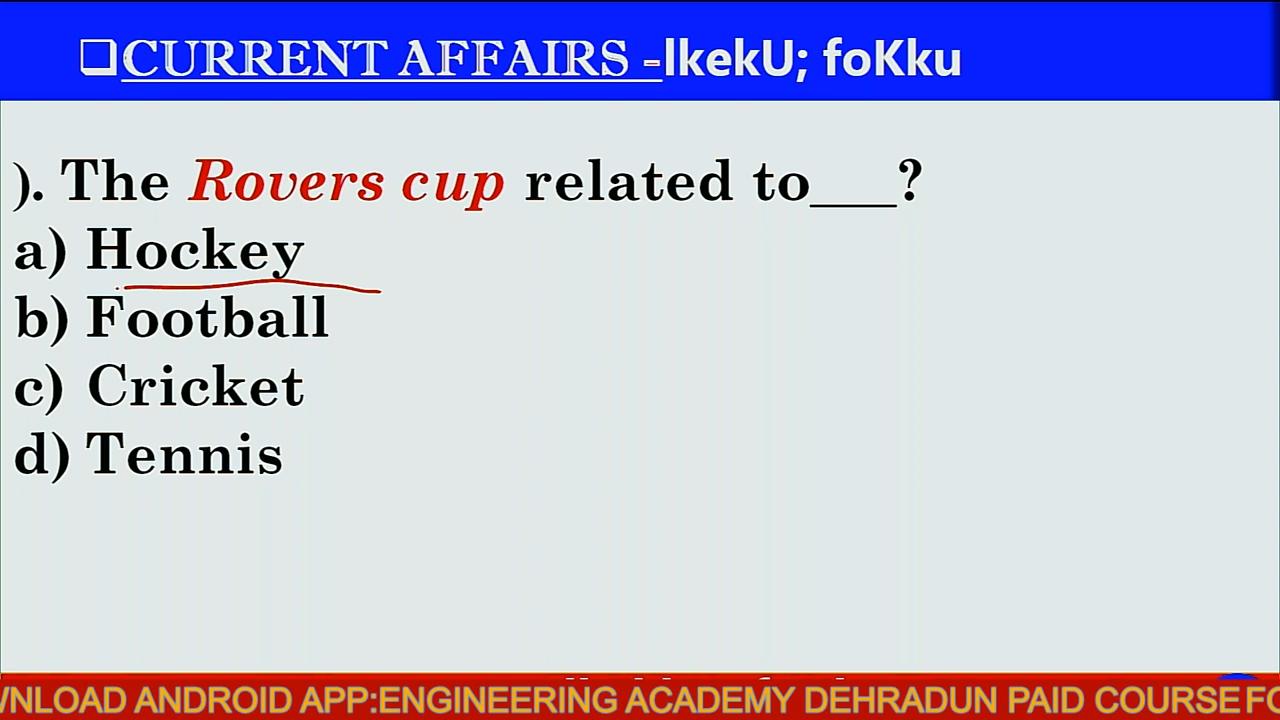 ❑CURRENT AFFAIRS -lkekU; foKku
). The Rovers cup related to___?
a) Hockey
b) Football
c) Cricket
d) Tennis
WNLOAD ANDROID APP:ENGINEERING ACADEMY DEHRADUN PAID COURSE FO